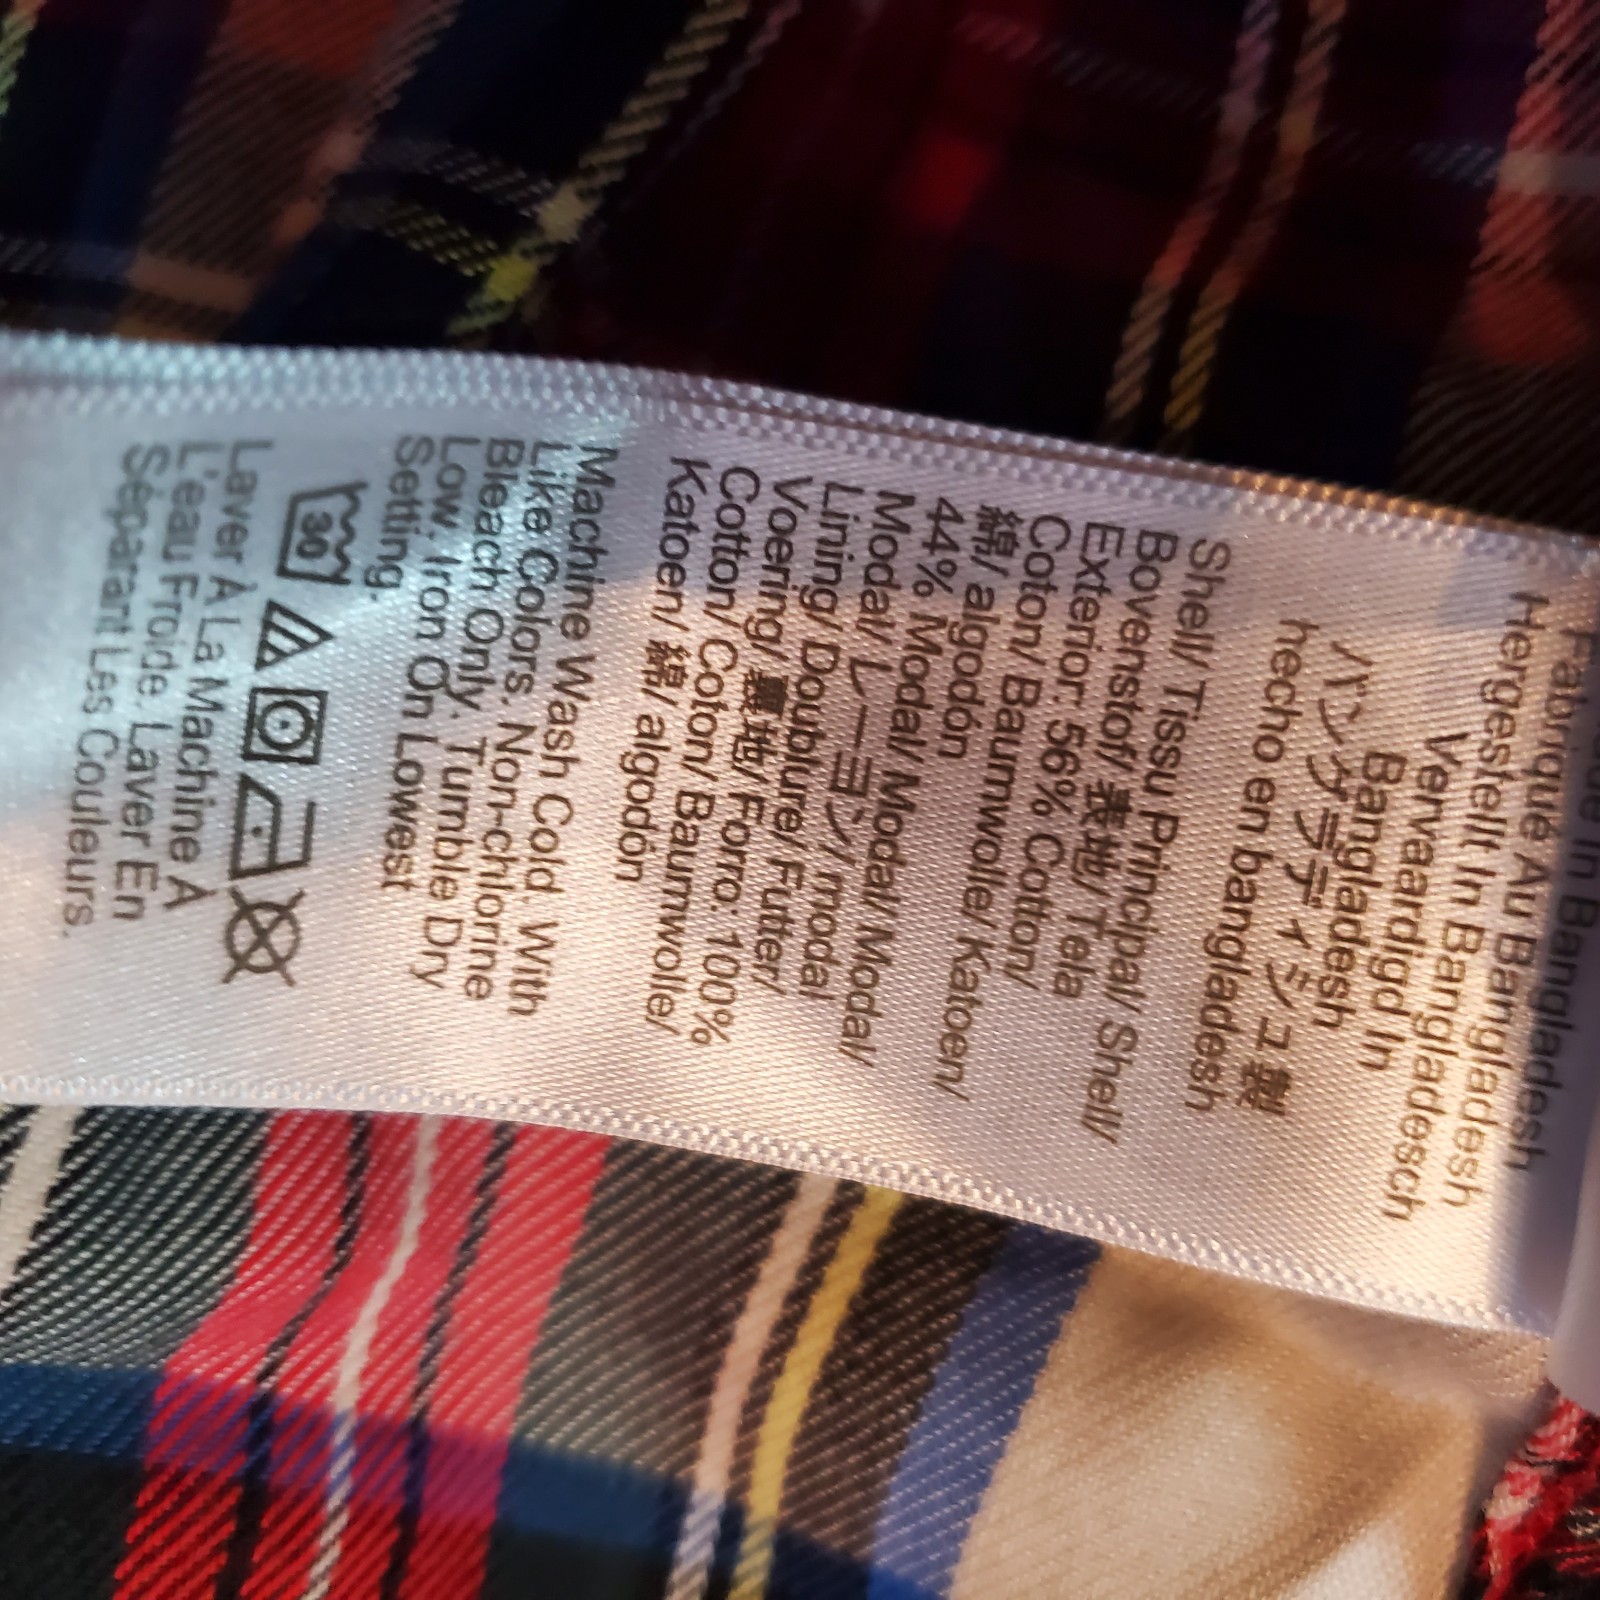 Made In Bangladesh
Fabriqué Au Bangladesh
Hergestellt In Bangladesh
Vervaardigd In Bangladesch
Bangladesh
バングラディシュ製
hecho en bangladesh
Shell/ Tissu Principal/ Shell/
Bovenstof/ 表地/ Tela
Exterior: 56% Cotton/
Coton/ Baumwolle/ Katoen/
綿/ algodón
44% Modal/ Modal/ Modal/
Modal/ レーヨン/ modal
Lining/ Doublure/ Futter/
Voering/ 裏地/ Forro: 100%
Cotton/ Coton/ Baumwolle/
Katoen/ 綿/ algodón
Machine Wash Cold. With
Like Colors. Non-chlorine
Bleach Only. Tumble Dry
Low. Iron On Lowest
Setting.
30
Laver À La Machine À
L'eau Froide. Laver En
Séparant Les Couleurs.